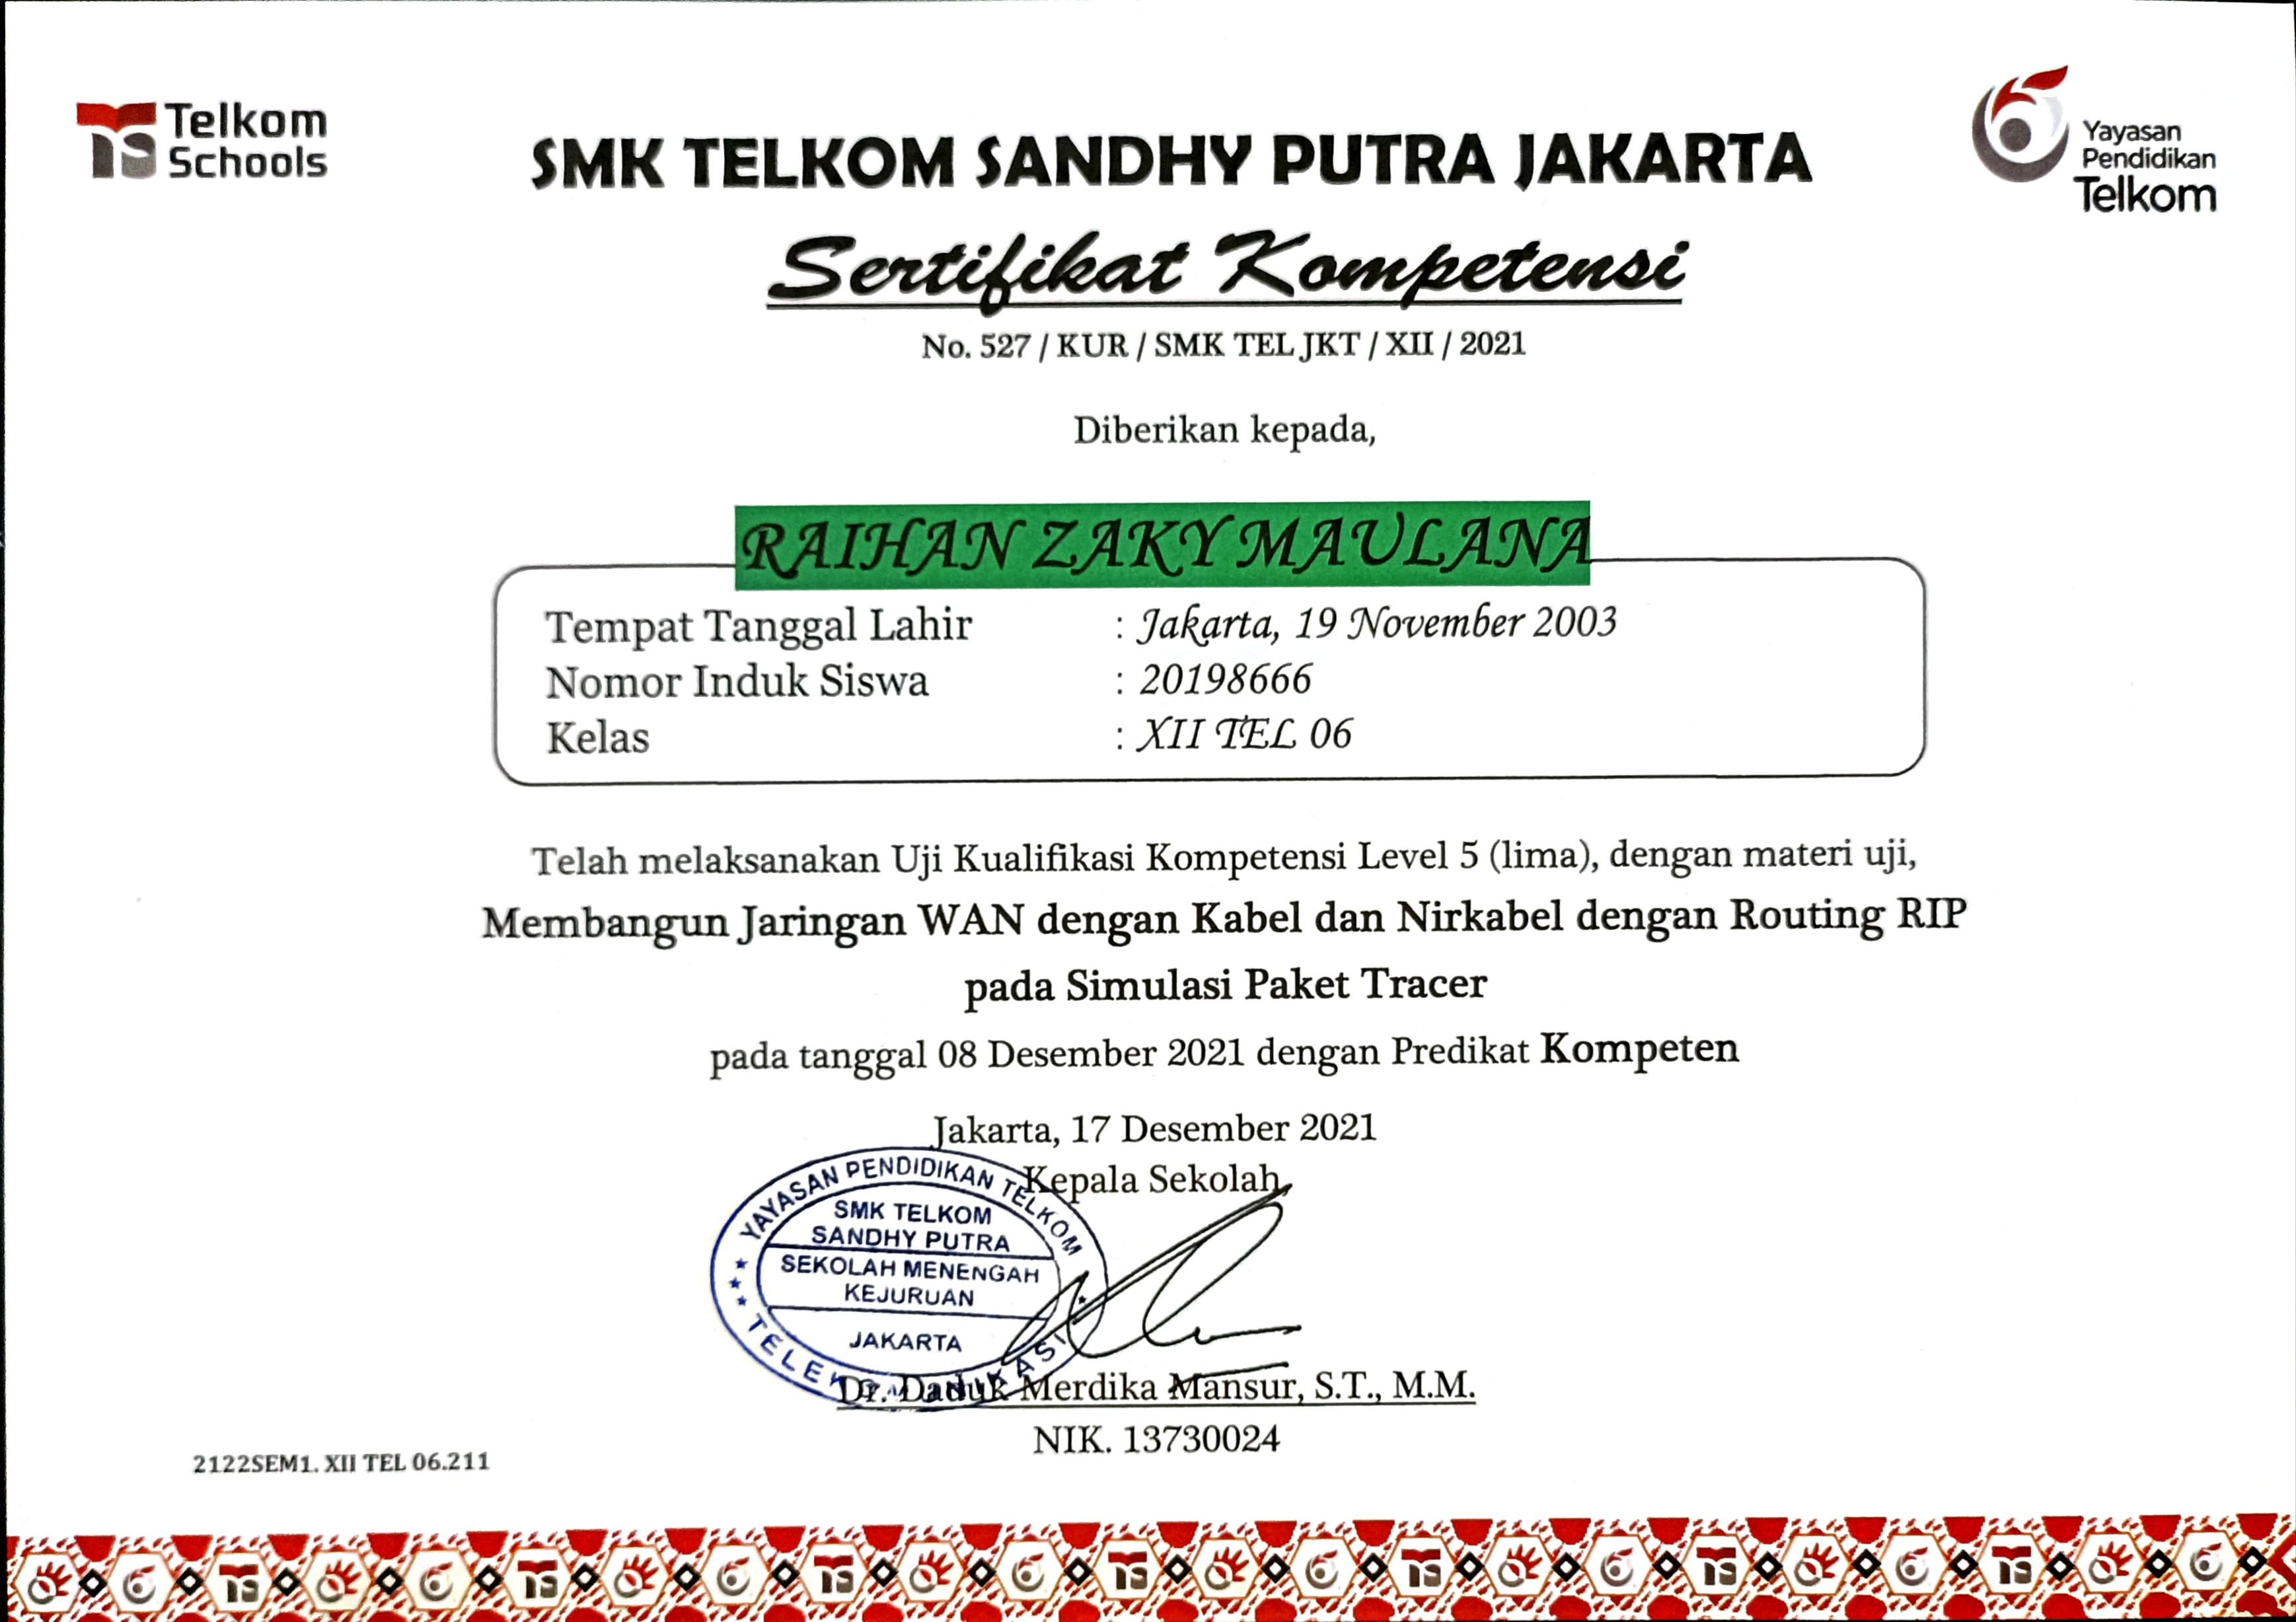 Telkom
Schools
Yayasan
Pendidikan
Telkom
SMK TELKOM SANDHY PUTRA JAKARTA
Sertifikat Kompetensi
No. 527 / KUR / SMK TEL JKT / XII / 2021
Diberikan kepada,
RAIHAN ZAKY MAULANA
Tempat Tanggal Lahir : Jakarta, 19 November 2003
Nomor Induk Siswa : 20198666
Kelas : XII TEL 06
Telah melaksanakan Uji Kualifikasi Kompetensi Level 5 (lima), dengan materi uji,
Membangun Jaringan WAN dengan Kabel dan Nirkabel dengan Routing RIP
pada Simulasi Paket Tracer
pada tanggal 08 Desember 2021 dengan Predikat Kompeten
Jakarta, 17 Desember 2021
Kepala Sekolah,
YAYASAN PENDIDIKAN TELKOM
SMK TELKOM
SANDHY PUTRA
SEKOLAH MENENGAH
KEJURUAN
JAKARTA
Dr. Daduk Merdika Mansur, S.T., M.M.
NIK. 13730024
2122SEM1. XII TEL 06.211